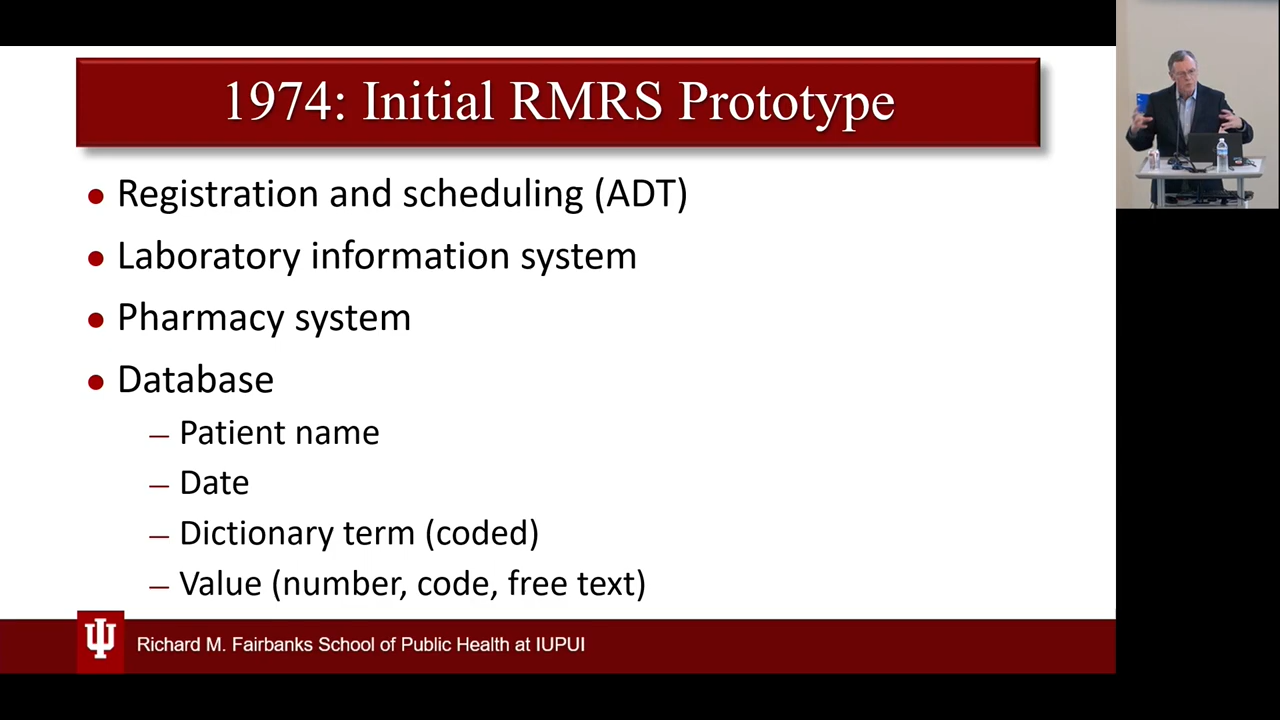 1974: Initial RMRS Prototype
• Registration and scheduling (ADT)
• Laboratory information system
• Pharmacy system
• Database
— Patient name
— Date
— Dictionary term (coded)
— Value (number, code, free text)
Richard M. Fairbanks School of Public Health at IUPUI